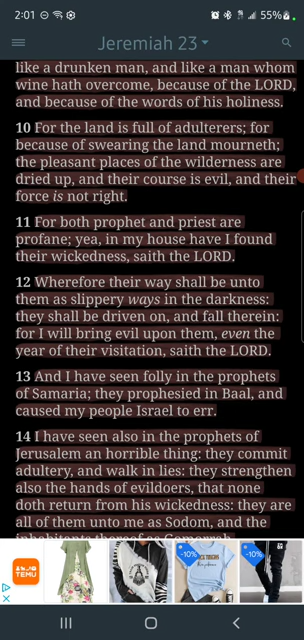 2:01
55%
Jeremiah 23
like a drunken man, and like a man whom
wine hath overcome, because of the LORD,
and because of the words of his holiness.
10 For the land is full of adulterers; for
because of swearing the land mourneth;
the pleasant places of the wilderness are
dried up, and their course is evil, and their
force is not right.
11 For both prophet and priest are
profane; yea, in my house have I found
their wickedness, saith the LORD.
12 Wherefore their way shall be unto
them as slippery ways in the darkness:
they shall be driven on, and fall therein:
for I will bring evil upon them, even the
year of their visitation, saith the LORD.
13 And I have seen folly in the prophets
of Samaria; they prophesied in Baal, and
caused my people Israel to err.
14 I have seen also in the prophets of
Jerusalem an horrible thing: they commit
adultery, and walk in lies: they strengthen
also the hands of evildoers, that none
doth return from his wickedness: they are
all of them unto me as Sodom, and the
inhabitants thereof as Gomorrah.
TEMU
-10%
-10%